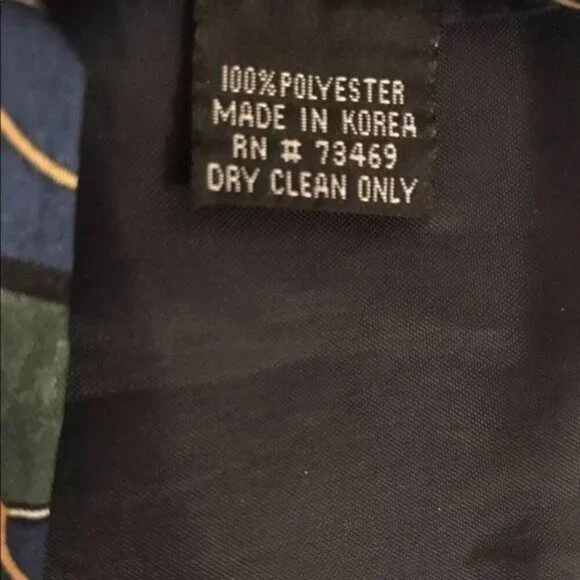 100% POLYESTER
MADE IN KOREA
RN # 73469
DRY CLEAN ONLY